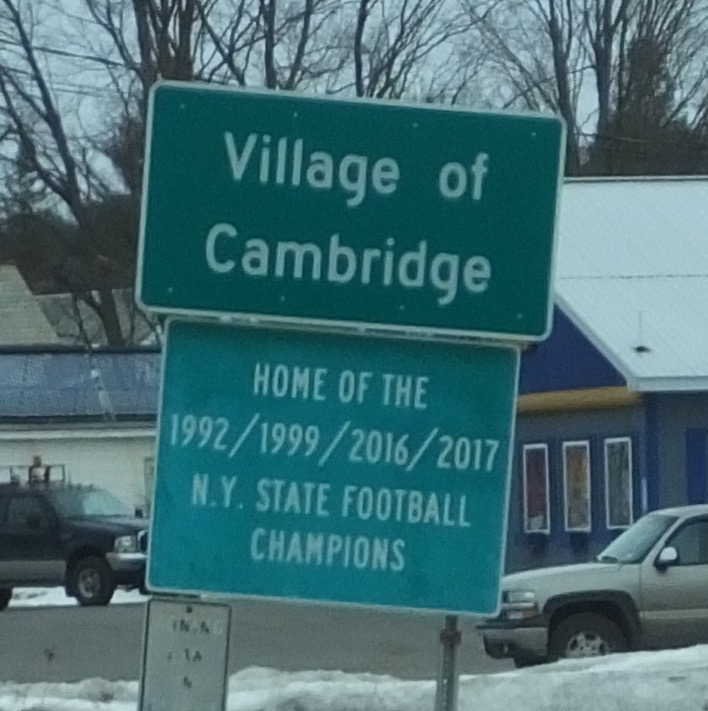 Village of
Cambridge
HOME OF THE
1992/1999/2016/2017
N.Y. STATE FOOTBALL
CHAMPIONS